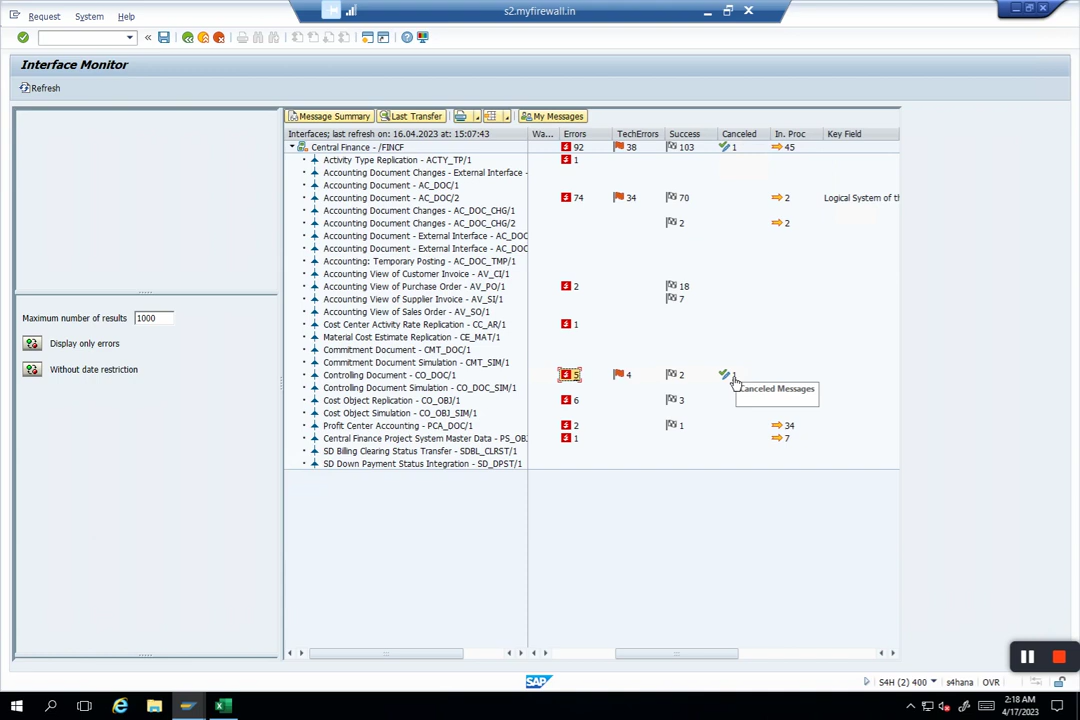 s2.myfirewall.in
Request System Help
Interface Monitor
Refresh
Message Summary Last Transfer My Messages
Interfaces; last refresh on: 16.04.2023 at: 15:07:43 Wa... Errors TechErrors Success Canceled In. Proc Key Field
Central Finance - /FINCF 92 38 103 1 45
Activity Type Replication - ACTY_TP/1 1
Accounting Document Changes - External Interface -
Accounting Document - AC_DOC/1
Accounting Document - AC_DOC/2 74 34 70 2 Logical System of th
Accounting Document Changes - AC_DOC_CHG/1
Accounting Document Changes - AC_DOC_CHG/2 2 2
Accounting Document - External Interface - AC_DOC
Accounting Document - External Interface - AC_DOC
Accounting: Temporary Posting - AC_DOC_TMP/1
Accounting View of Customer Invoice - AV_CI/1
Accounting View of Purchase Order - AV_PO/1 2 18
Accounting View of Supplier Invoice - AV_SI/1 7
Accounting View of Sales Order - AV_SO/1
Cost Center Activity Rate Replication - CC_AR/1 1
Material Cost Estimate Replication - CE_MAT/1
Commitment Document - CMT_DOC/1
Commitment Document Simulation - CMT_SIM/1
Controlling Document - CO_DOC/1 5 4 2 1
Controlling Document Simulation - CO_DOC_SIM/1
Canceled Messages
Cost Object Replication - CO_OBJ/1 6 3
Cost Object Simulation - CO_OBJ_SIM/1
Profit Center Accounting - PCA_DOC/1 2 1 34
Central Finance Project System Master Data - PS_OBJ 1 7
SD Billing Clearing Status Transfer - SDBL_CLRST/1
SD Down Payment Status Integration - SD_DPST/1
Maximum number of results 1000
Display only errors
Without date restriction
SAP
S4H (2) 400 s4hana OVR
2:18 AM
4/17/2023